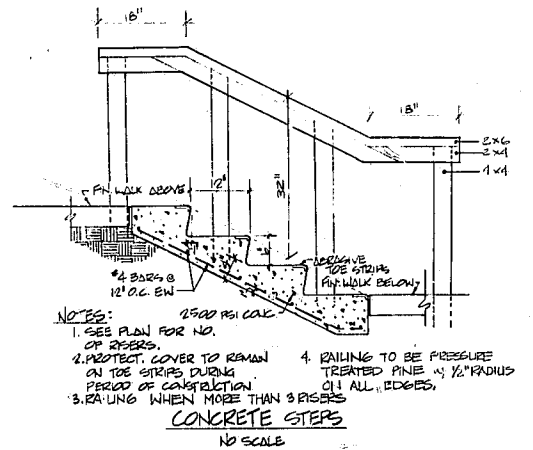 18"
18"
2x6
2x4
4x4
12"
32"
FIN. WALK ABOVE
6"
ABRASIVE
TOE STRIPS
FIN. WALK BELOW
#4 BARS @
12" O.C. EW
2500 PSI CONC.
NOTES:
1. SEE PLAN FOR NO.
OF RISERS.
2. PROTECT. COVER TO REMAIN
ON TOE STRIPS DURING
PERIOD OF CONSTRUCTION
3. RAILING WHEN MORE THAN 3 RISERS
4. RAILING TO BE PRESSURE
TREATED PINE w/ 1/2" RADIUS
ON ALL EDGES.
CONCRETE STEPS
NO SCALE